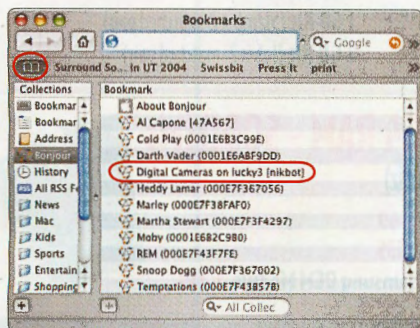 Bookmarks
Google
Surround So... in UT 2004 Swissbit Press It print
Collections
Bookmark
Bookmar
Al Capone [47A567]
Bookmar
Address
Bonjour
History
All RSS F
News
Mac
Kids
Sports
Entertain
Shopping
About Bonjour
Cold Play (0001E6B3C99E)
Darth Vader (0001E6ABF9DD)
Digital Cameras on lucky3 [nikbot]
Heddy Lamar (000E7F367056)
Marley (000E7F38FAF0)
Martha Stewart (000E7F3F4297)
Moby (0001E682C980)
REM (000E7F43F7FE)
Snoop Dogg (000E7F367002)
Temptations (000E7F43B578)
All Collec